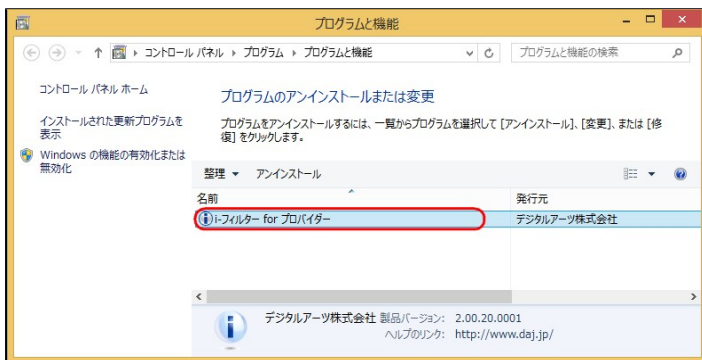 プログラムと機能
コントロール パネル プログラム プログラムと機能
プログラムと機能の検索
コントロール パネル ホーム
インストールされた更新プログラムを
表示
Windows の機能の有効化または
無効化
プログラムのアンインストールまたは変更
プログラムをアンインストールするには、一覧からプログラムを選択して [アンインストール]、[変更]、または [修
復] をクリックします。
整理 アンインストール
名前 発行元
i-フィルター for プロバイダー デジタルアーツ株式会社
デジタルアーツ株式会社 製品バージョン: 2.00.20.0001
ヘルプのリンク: http://www.daj.jp/